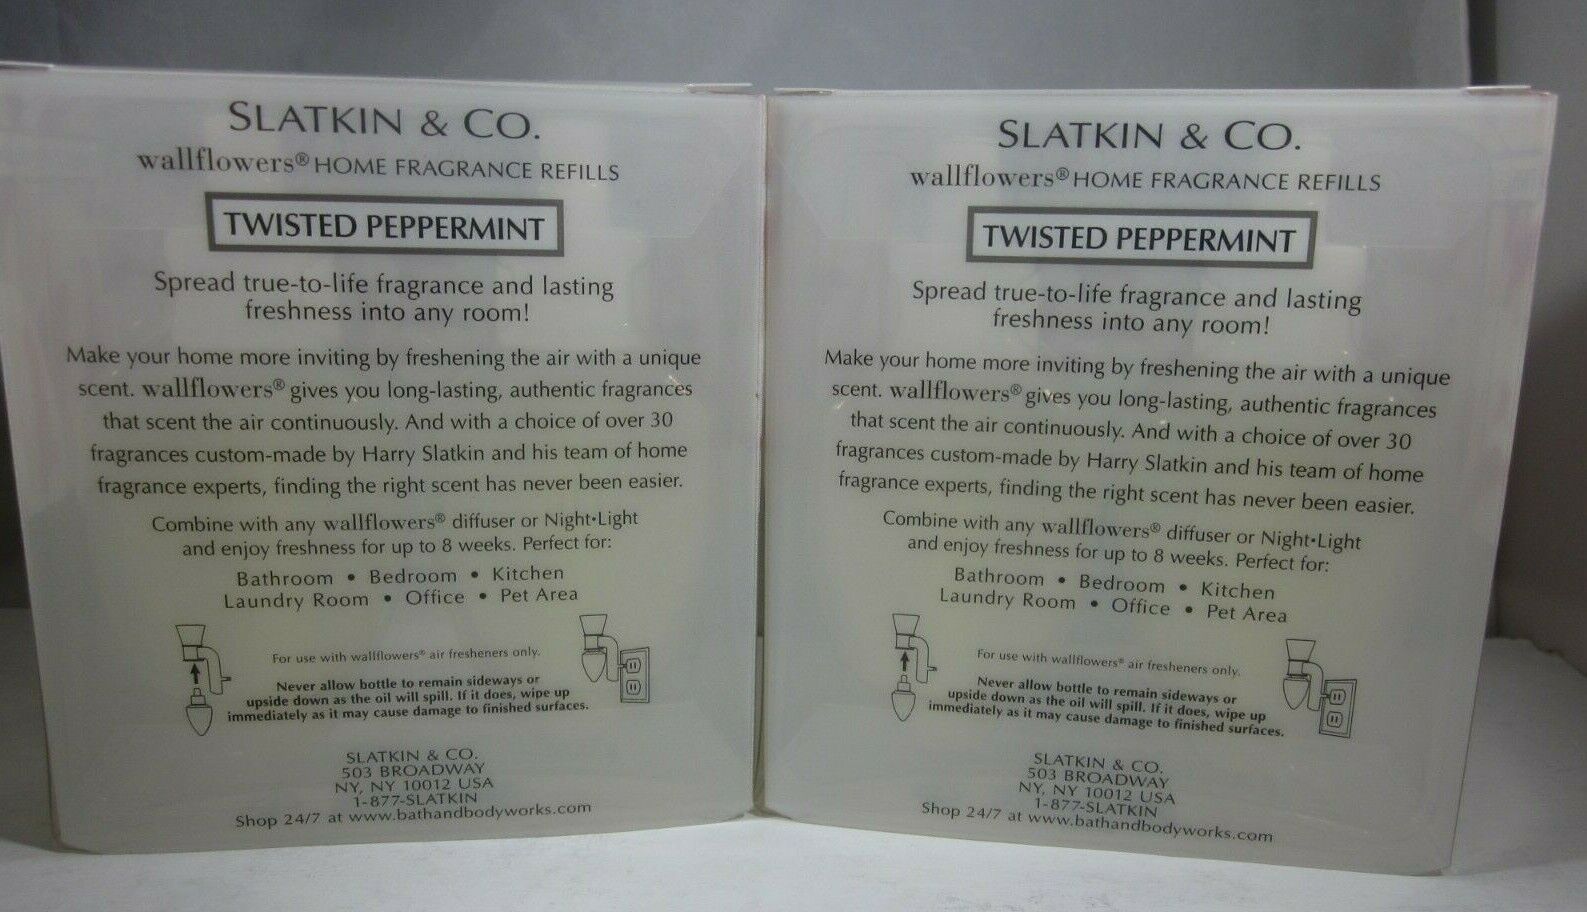 SLATKIN & CO.
wallflowers® HOME FRAGRANCE REFILLS
TWISTED PEPPERMINT
Spread true-to-life fragrance and lasting
freshness into any room!
Make your home more inviting by freshening the air with a unique
scent. wallflowers® gives you long-lasting, authentic fragrances
that scent the air continuously. And with a choice of over 30
fragrances custom-made by Harry Slatkin and his team of home
fragrance experts, finding the right scent has never been easier.
Combine with any wallflowers® diffuser or Night•Light
and enjoy freshness for up to 8 weeks. Perfect for:
Bathroom • Bedroom • Kitchen
Laundry Room • Office • Pet Area
For use with wallflowers® air fresheners only.
Never allow bottle to remain sideways or
upside down as the oil will spill. If it does, wipe up
immediately as it may cause damage to finished surfaces.
SLATKIN & CO.
503 BROADWAY
NY, NY 10012 USA
1-877-SLATKIN
Shop 24/7 at www.bathandbodyworks.com
SLATKIN & CO.
wallflowers® HOME FRAGRANCE REFILLS
TWISTED PEPPERMINT
Spread true-to-life fragrance and lasting
freshness into any room!
Make your home more inviting by freshening the air with a unique
scent. wallflowers® gives you long-lasting, authentic fragrances
that scent the air continuously. And with a choice of over 30
fragrances custom-made by Harry Slatkin and his team of home
fragrance experts, finding the right scent has never been easier.
Combine with any wallflowers® diffuser or Night•Light
and enjoy freshness for up to 8 weeks. Perfect for:
Bathroom • Bedroom • Kitchen
Laundry Room • Office • Pet Area
For use with wallflowers® air fresheners only.
Never allow bottle to remain sideways or
upside down as the oil will spill. If it does, wipe up
immediately as it may cause damage to finished surfaces.
SLATKIN & CO.
503 BROADWAY
NY, NY 10012 USA
1-877-SLATKIN
Shop 24/7 at www.bathandbodyworks.com